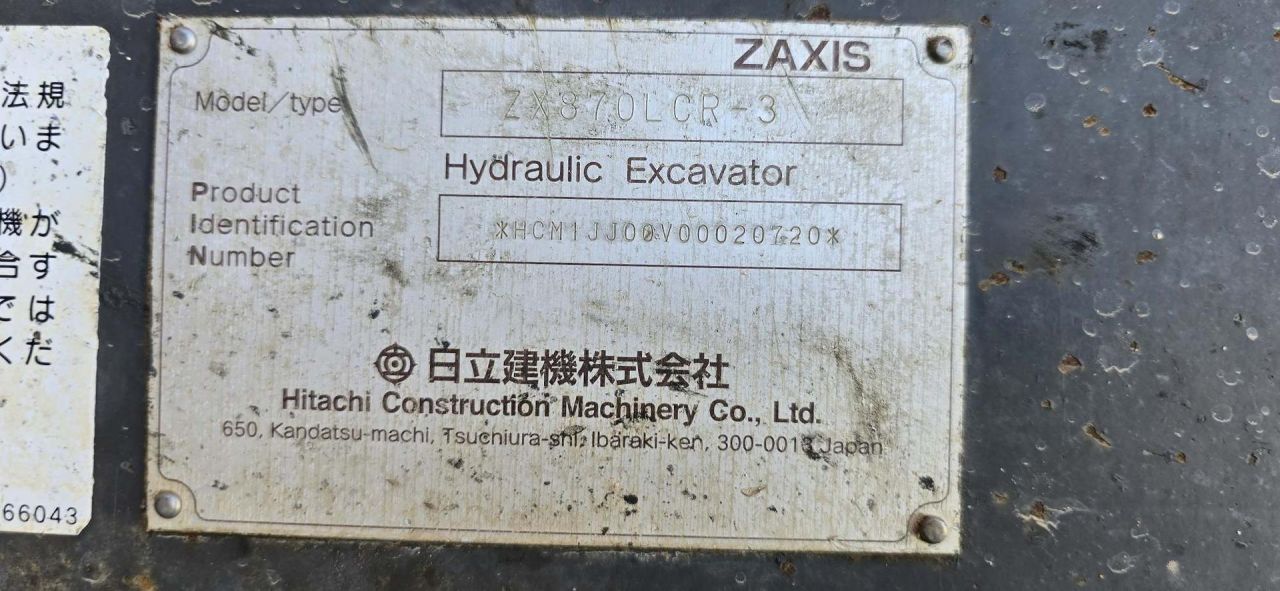 法規
いま
)
機が
合す
では
くだ
66043
ZAXIS
Model/type
ZX870LCR-3
Hydraulic Excavator
Product
Identification
Number
*HCM1JJ00V00020720*
日立建機株式会社
Hitachi Construction Machinery Co., Ltd.
650, Kandatsu-machi, Tsuchiura-shi, Ibaraki-ken, 300-0013 Japan